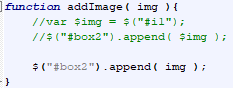 function addImage( img ){
//var $img = $("#i1");
//$("#box2").append( $img );
$("#box2").append( img );
}